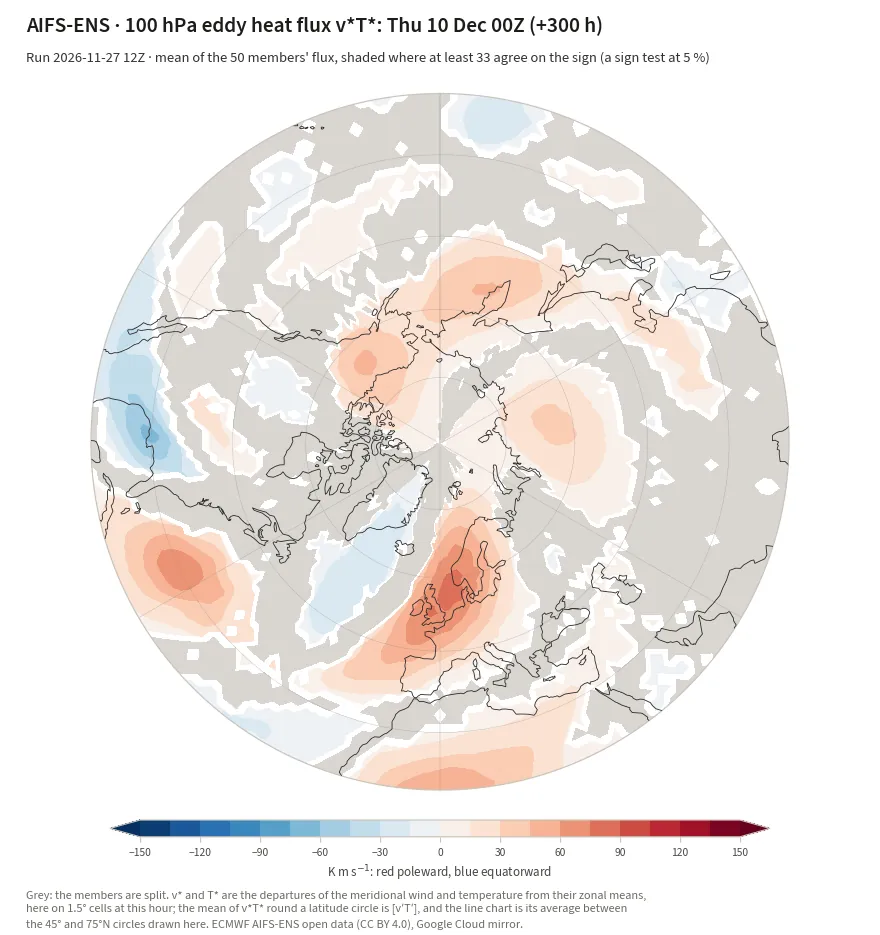 AIFS-ENS · 100 hPa eddy heat flux v*T*: Thu 10 Dec 00Z (+300 h)
Run 2026-11-27 12Z · mean of the 50 members' flux, shaded where at least 33 agree on the sign (a sign test at 5 %)
−150 −120 −90 −60 −30 0 30 60 90 120 150
K m s⁻¹: red poleward, blue equatorward
Grey: the members are split. v* and T* are the departures of the meridional wind and temperature from their zonal means,
here on 1.5° cells at this hour; the mean of v*T* round a latitude circle is [v′T′], and the line chart is its average between
the 45° and 75°N circles drawn here. ECMWF AIFS-ENS open data (CC BY 4.0), Google Cloud mirror.